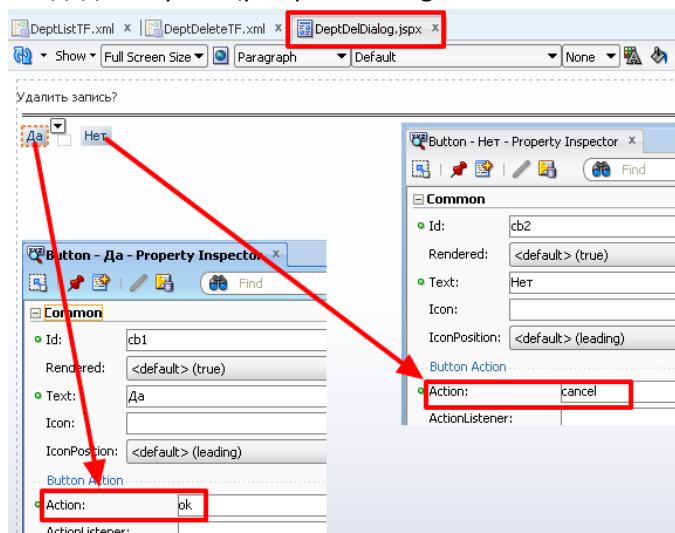 DeptListTF.xml x DeptDeleteTF.xml x DeptDelDialog.jspx x
Show Full Screen Size Paragraph Default None
Удалить запись?
Да Нет
Button - Нет - Property Inspector x
Find
Common
Id: cb2
Rendered: <default> (true)
Text: Нет
Icon:
IconPosition: <default> (leading)
Button Action
Action: cancel
ActionListener:
Button - Да - Property Inspector x
Find
Common
Id: cb1
Rendered: <default> (true)
Text: Да
Icon:
IconPosition: <default> (leading)
Button Action
Action: ok
ActionListener: